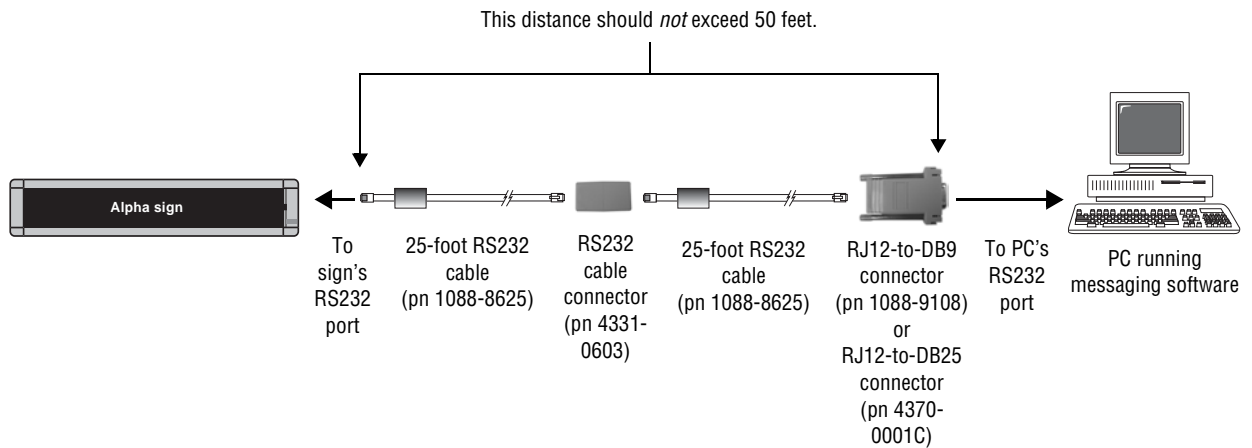 This distance should not exceed 50 feet.
Alpha sign
To
sign's
RS232
port
25-foot RS232
cable
(pn 1088-8625)
RS232
cable
connector
(pn 4331-
0603)
25-foot RS232
cable
(pn 1088-8625)
RJ12-to-DB9
connector
(pn 1088-9108)
or
RJ12-to-DB25
connector
(pn 4370-
0001C)
To PC's
RS232
port
PC running
messaging software